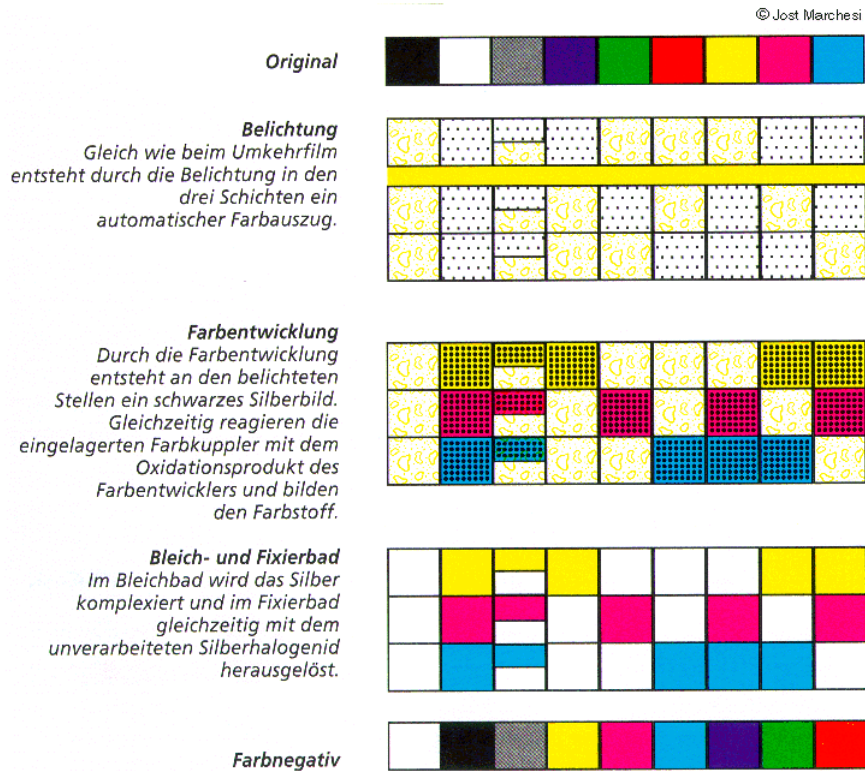 © Jost Marchesi
Original
Belichtung
Gleich wie beim Umkehrfilm
entsteht durch die Belichtung in den
drei Schichten ein
automatischer Farbauszug.
Farbentwicklung
Durch die Farbentwicklung
entsteht an den belichteten
Stellen ein schwarzes Silberbild.
Gleichzeitig reagieren die
eingelagerten Farbkuppler mit dem
Oxidationsprodukt des
Farbentwicklers und bilden
den Farbstoff.
Bleich- und Fixierbad
Im Bleichbad wird das Silber
komplexiert und im Fixierbad
gleichzeitig mit dem
unverarbeiteten Silberhalogenid
herausgelöst.
Farbnegativ